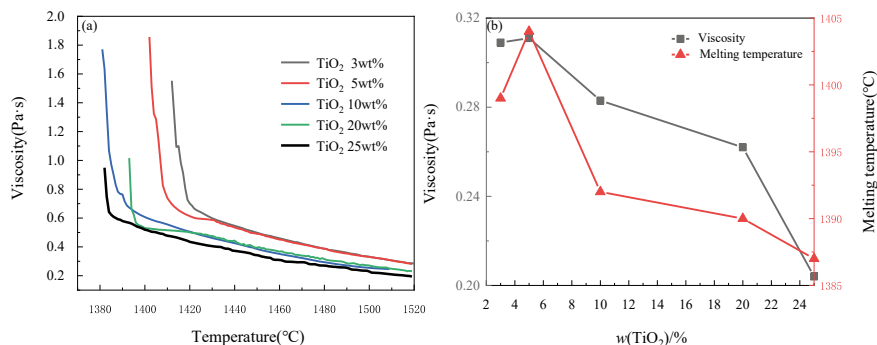 (a)
2.0
1.8
1.6
1.4
1.2
1.0
0.8
0.6
0.4
0.2
Viscosity(Pa·s)
TiO₂ 3wt%
TiO₂ 5wt%
TiO₂ 10wt%
TiO₂ 20wt%
TiO₂ 25wt%
1380 1400 1420 1440 1460 1480 1500 1520
Temperature(℃)
(b)
0.32
0.28
0.24
0.20
Viscosity(Pa·s)
Viscosity
Melting temperature
1405
1400
1395
1390
1385
Melting temperature(℃)
2 4 6 8 10 12 14 16 18 20 22 24
w(TiO₂)/%